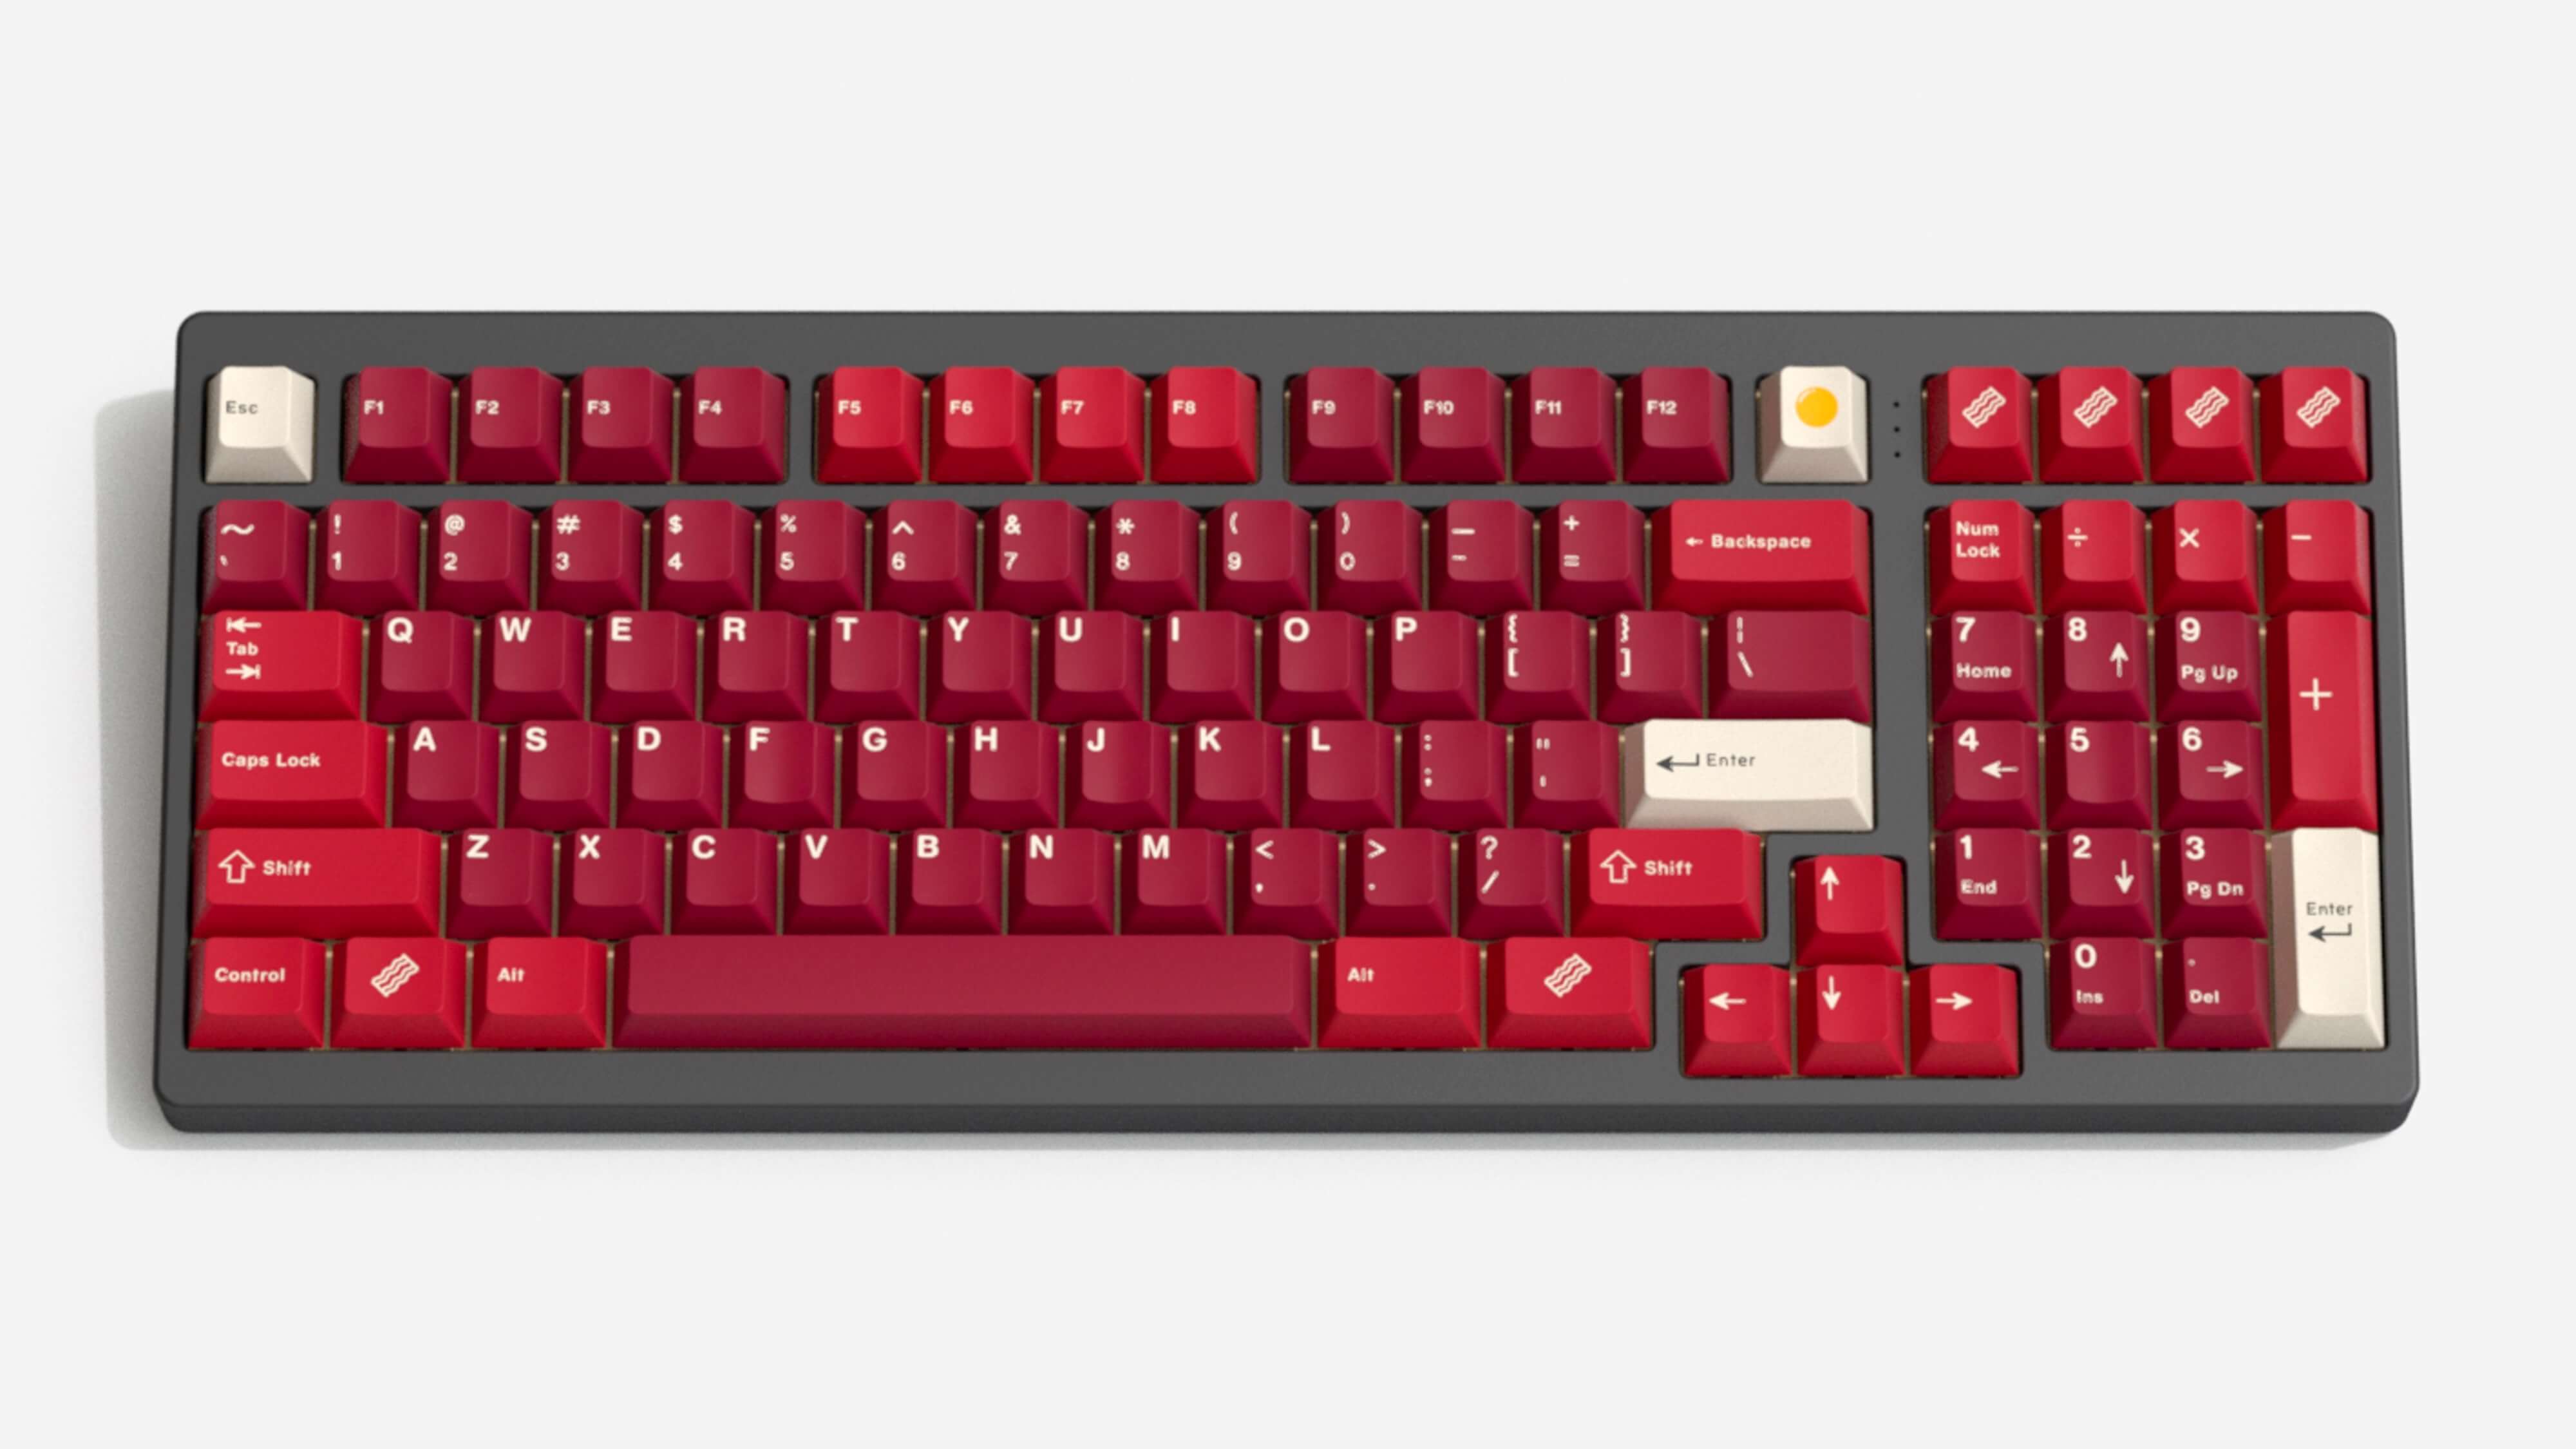 Esc F1 F2 F3 F4 F5 F6 F7 F8 F9 F10 F11 F12
~ ! @ # $ % ^ & * ( ) _ + ← Backspace Num Lock ÷ × −
` 1 2 3 4 5 6 7 8 9 0 - =
Tab Q W E R T Y U I O P { [ } ] | \ 7 Home 8 ↑ 9 Pg Up +
Caps Lock A S D F G H J K L : ; " ' Enter 4 ← 5 6 →
Shift Z X C V B N M < , > . ? / Shift ↑ 1 End 2 ↓ 3 Pg Dn Enter
Control Alt Alt ← ↓ → 0 Ins . Del